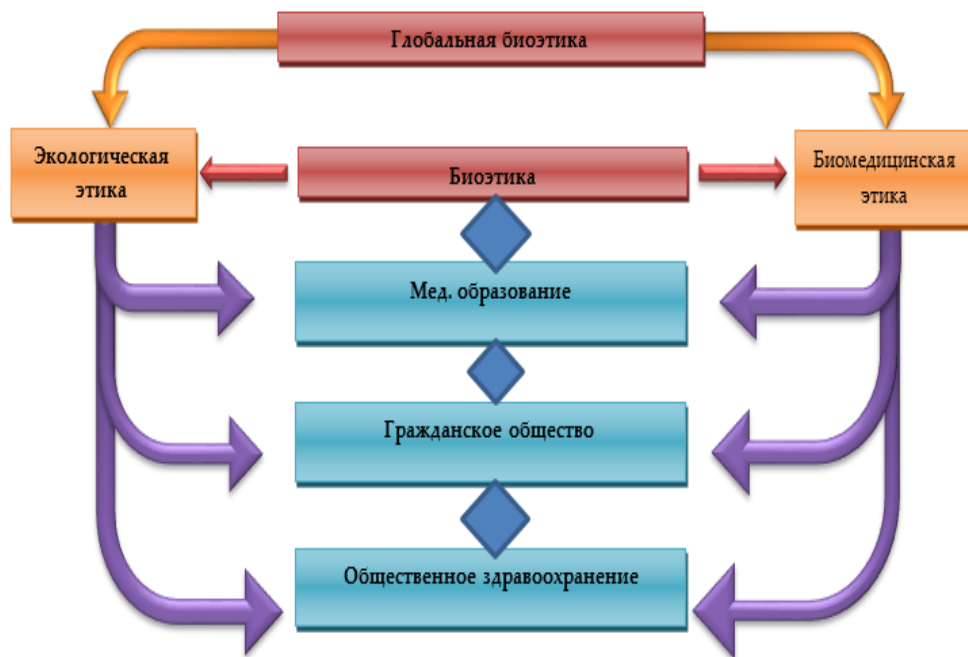 Глобальная биоэтика
Экологическая
этика
Биоэтика
Биомедицинская
этика
Мед. образование
Гражданское общество
Общественное здравоохранение